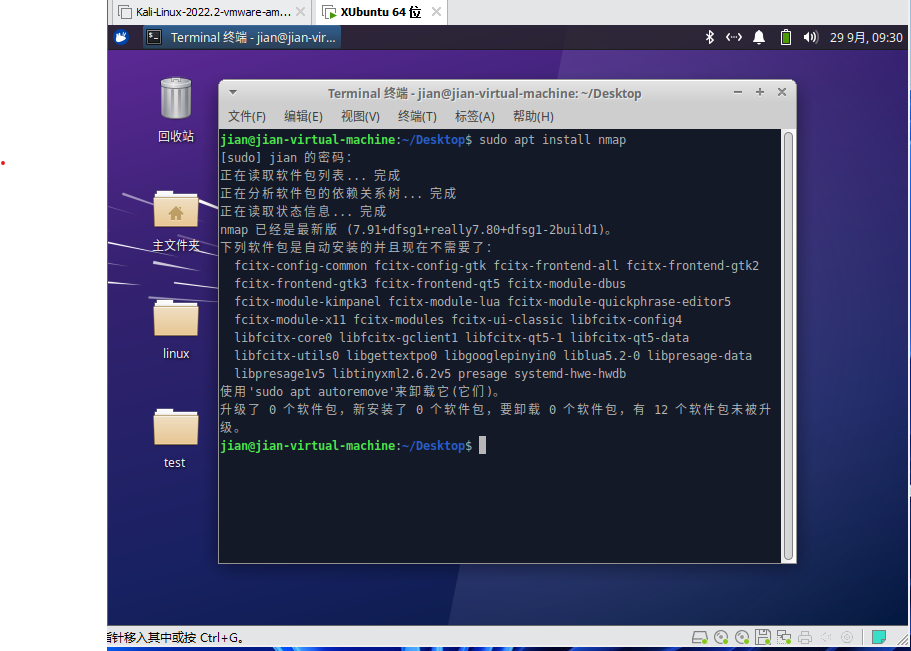 Kali-Linux-2022.2-vmware-am...
XUbuntu 64 位
Terminal 终端 - jian@jian-vir...
29 9月, 09:30
Terminal 终端 - jian@jian-virtual-machine: ~/Desktop
文件(F) 编辑(E) 视图(V) 终端(T) 标签(A) 帮助(H)
jian@jian-virtual-machine:~/Desktop$ sudo apt install nmap
[sudo] jian 的密码：
正在读取软件包列表... 完成
正在分析软件包的依赖关系树... 完成
正在读取状态信息... 完成
nmap 已经是最新版 (7.91+dfsg1+really7.80+dfsg1-2build1)。
下列软件包是自动安装的并且现在不需要了：
fcitx-config-common fcitx-config-gtk fcitx-frontend-all fcitx-frontend-gtk2
fcitx-frontend-gtk3 fcitx-frontend-qt5 fcitx-module-dbus
fcitx-module-kimpanel fcitx-module-lua fcitx-module-quickphrase-editor5
fcitx-module-x11 fcitx-modules fcitx-ui-classic libfcitx-config4
libfcitx-core0 libfcitx-gclient1 libfcitx-qt5-1 libfcitx-qt5-data
libfcitx-utils0 libgettextpo0 libgooglepinyin0 liblua5.2-0 libpresage-data
libpresage1v5 libtinyxml2.6.2v5 presage systemd-hwe-hwdb
使用'sudo apt autoremove'来卸载它(它们)。
升级了 0 个软件包，新安装了 0 个软件包，要卸载 0 个软件包，有 12 个软件包未被升
级。
jian@jian-virtual-machine:~/Desktop$
回收站
主文件夹
linux
test
指针移入其中或按 Ctrl+G。